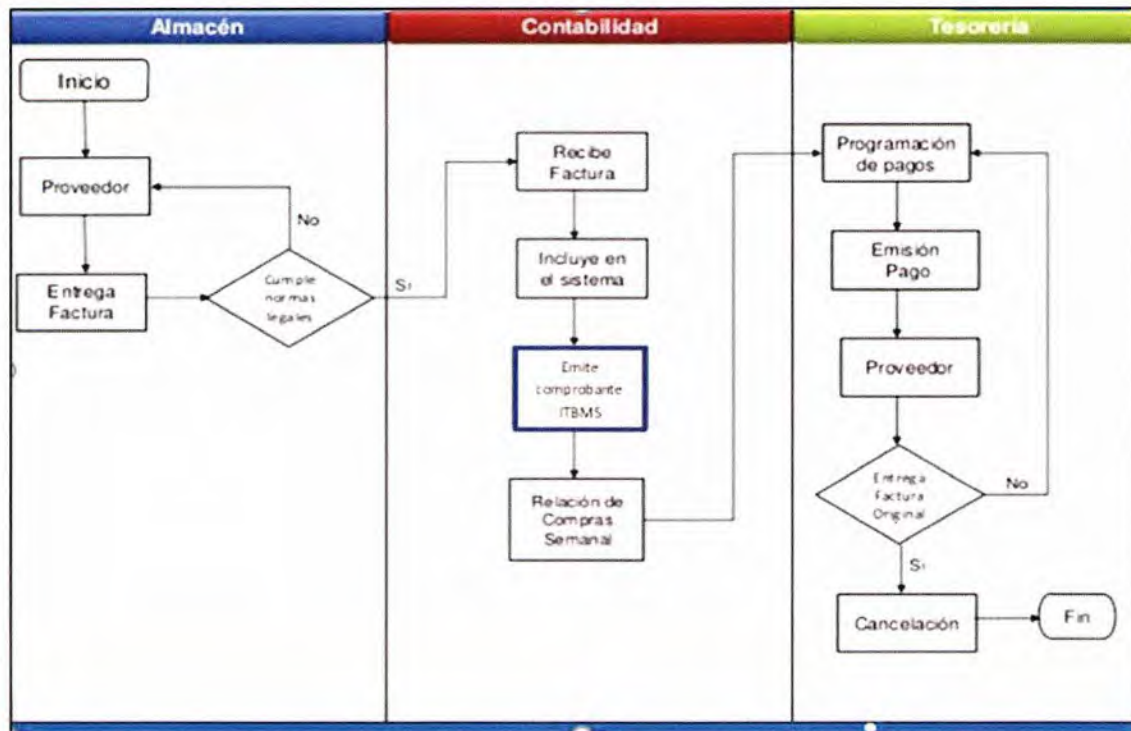 Almacén
Contabilidad
Tesorería
Inicio
Proveedor
No
Entrega
Factura
Cumple
normas
legales
Si
Recibe
Factura
Incluye en
el sistema
Emite
comprobante
ITBMS
Relación de
Compras
Semanal
Programación
de pagos
Emisión
Pago
Proveedor
Entrega
Factura
Original
No
Si
Cancelación
Fin